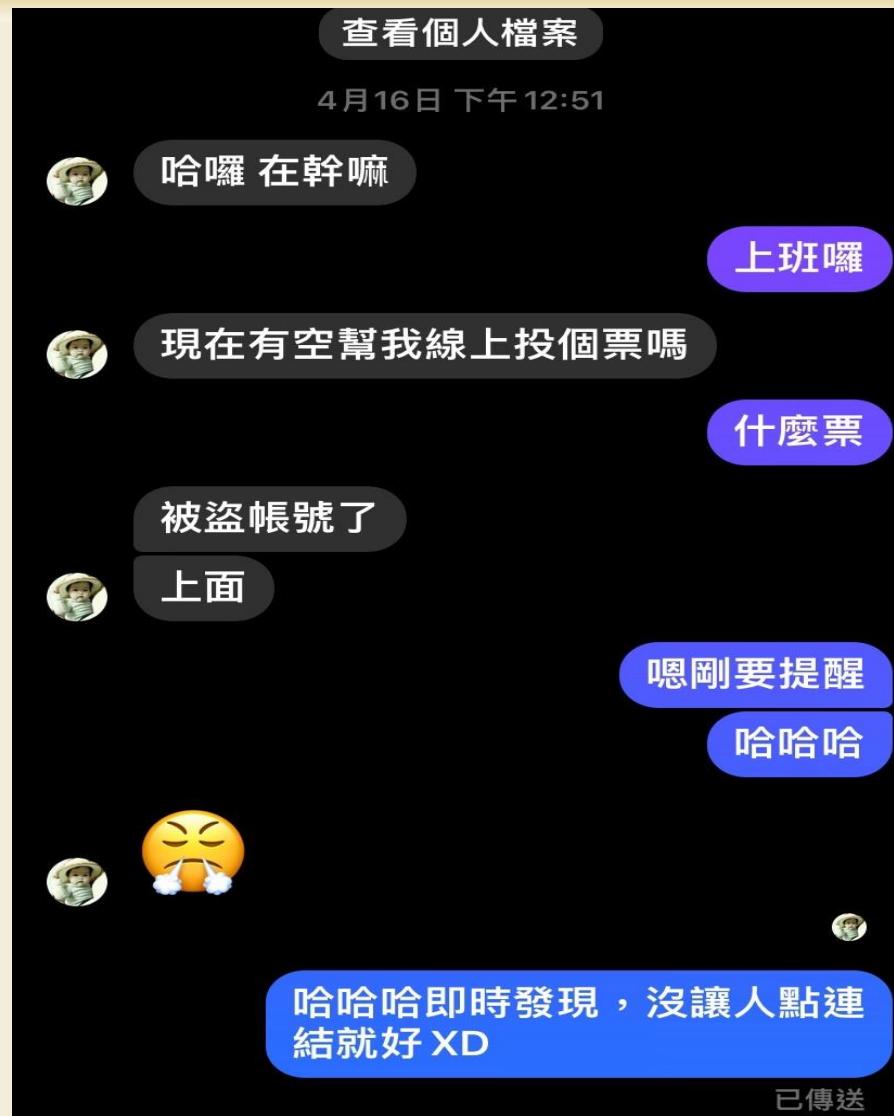 查看個人檔案
4月16日 下午12:51
哈囉 在幹嘛
上班囉
現在有空幫我線上投個票嗎
什麼票
被盜帳號了
上面
嗯剛要提醒
哈哈哈
哈哈哈即時發現，沒讓人點連
結就好 XD
已傳送